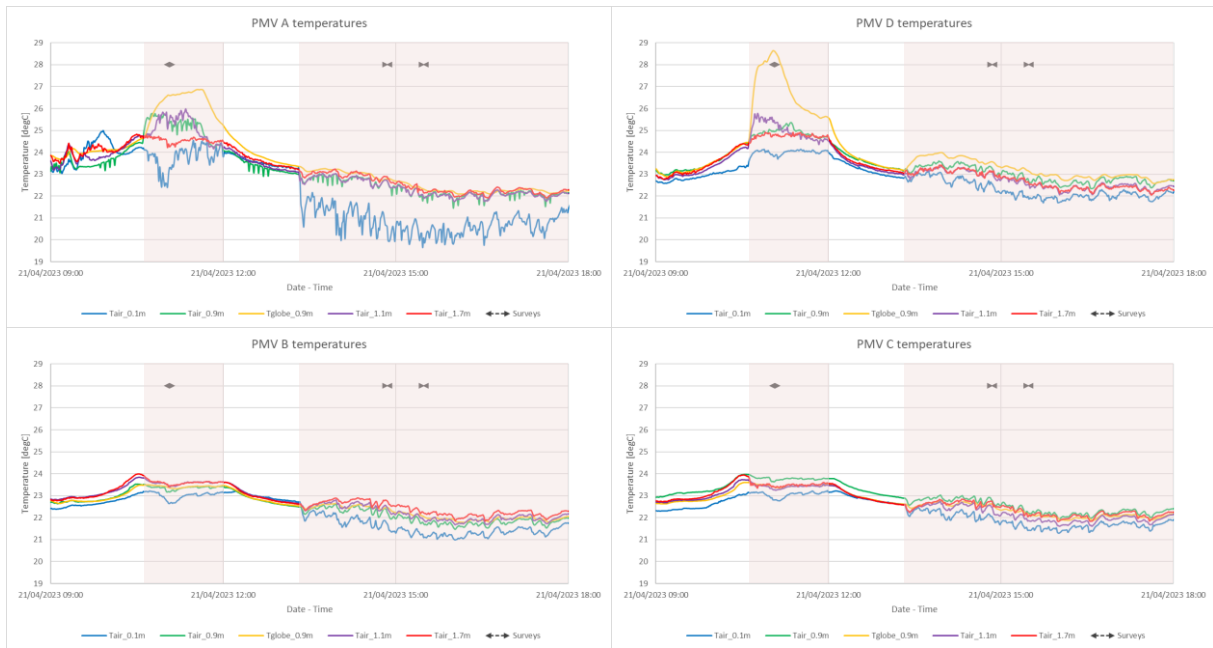 PMV A temperatures
29
28
27
26
25
24
23
22
21
20
19
Temperature [degC]
21/04/2023 09:00
21/04/2023 12:00
21/04/2023 15:00
21/04/2023 18:00
Date - Time
Tair_0.1m
Tair_0.9m
Tglobe_0.9m
Tair_1.1m
Tair_1.7m
Surveys
PMV D temperatures
29
28
27
26
25
24
23
22
21
20
19
Temperature [degC]
21/04/2023 09:00
21/04/2023 12:00
21/04/2023 15:00
21/04/2023 18:00
Date - Time
Tair_0.1m
Tair_0.9m
Tglobe_0.9m
Tair_1.1m
Tair_1.7m
Surveys
PMV B temperatures
29
28
27
26
25
24
23
22
21
20
19
Temperature [degC]
21/04/2023 09:00
21/04/2023 12:00
21/04/2023 15:00
21/04/2023 18:00
Date - Time
Tair_0.1m
Tair_0.9m
Tglobe_0.9m
Tair_1.1m
Tair_1.7m
Surveys
PMV C temperatures
29
28
27
26
25
24
23
22
21
20
19
Temperature [degC]
21/04/2023 09:00
21/04/2023 12:00
21/04/2023 15:00
21/04/2023 18:00
Date - Time
Tair_0.1m
Tair_0.9m
Tglobe_0.9m
Tair_1.1m
Tair_1.7m
Surveys